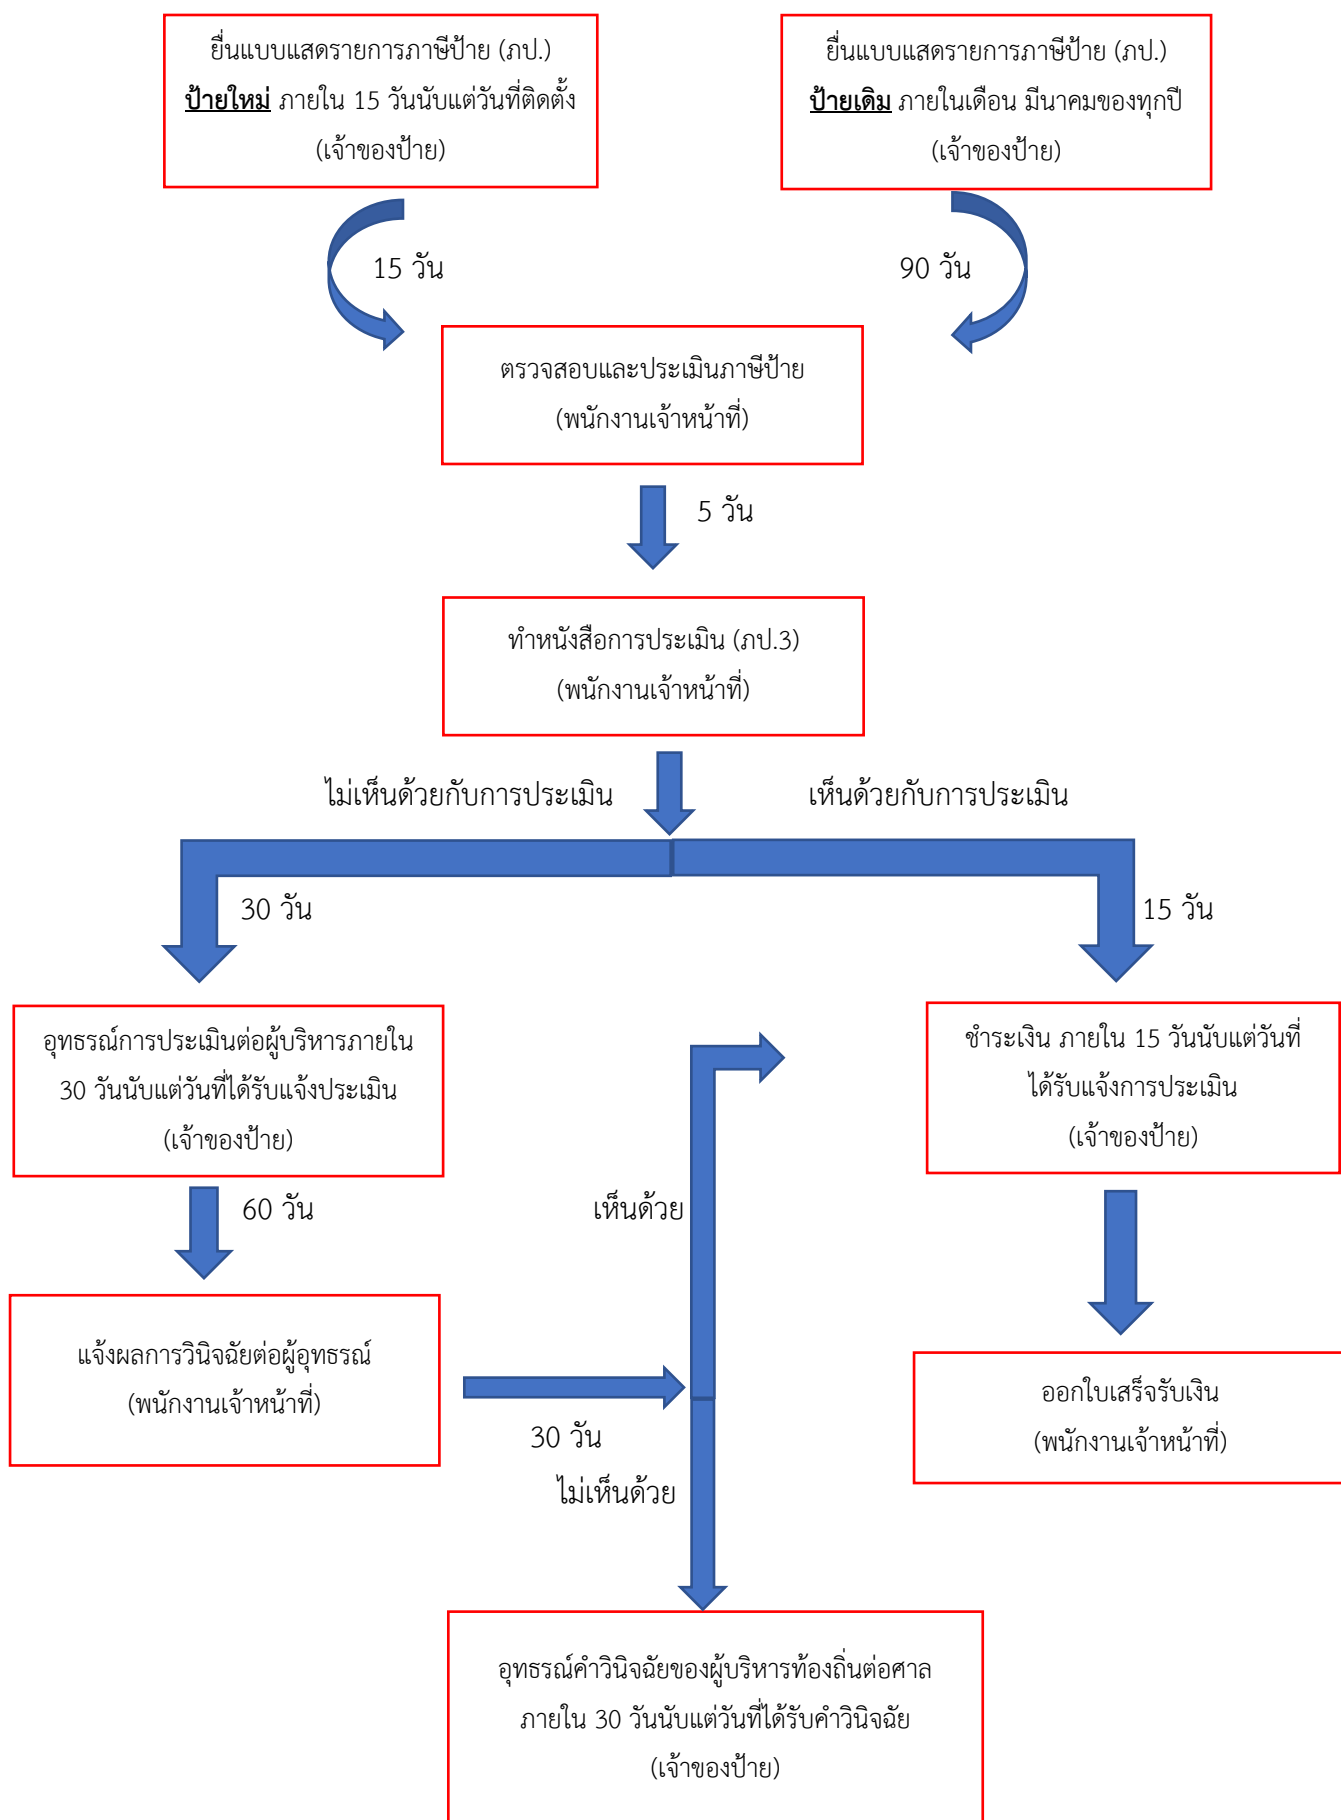 ยื่นแบบแสดรายการภาษีป้าย (ภป.)
ป้ายใหม่ ภายใน 15 วันนับแต่วันที่ติดตั้ง
(เจ้าของป้าย)
ยื่นแบบแสดรายการภาษีป้าย (ภป.)
ป้ายเดิม ภายในเดือน มีนาคมของทุกปี
(เจ้าของป้าย)
15 วัน
90 วัน
ตรวจสอบและประเมินภาษีป้าย
(พนักงานเจ้าหน้าที่)
5 วัน
ทำหนังสือการประเมิน (ภป.3)
(พนักงานเจ้าหน้าที่)
ไม่เห็นด้วยกับการประเมิน
เห็นด้วยกับการประเมิน
30 วัน
15 วัน
อุทธรณ์การประเมินต่อผู้บริหารภายใน
30 วันนับแต่วันที่ได้รับแจ้งประเมิน
(เจ้าของป้าย)
ชำระเงิน ภายใน 15 วันนับแต่วันที่
ได้รับแจ้งการประเมิน
(เจ้าของป้าย)
60 วัน
เห็นด้วย
แจ้งผลการวินิจฉัยต่อผู้อุทธรณ์
(พนักงานเจ้าหน้าที่)
ออกใบเสร็จรับเงิน
(พนักงานเจ้าหน้าที่)
30 วัน
ไม่เห็นด้วย
อุทธรณ์คำวินิจฉัยของผู้บริหารท้องถิ่นต่อศาล
ภายใน 30 วันนับแต่วันที่ได้รับคำวินิจฉัย
(เจ้าของป้าย)